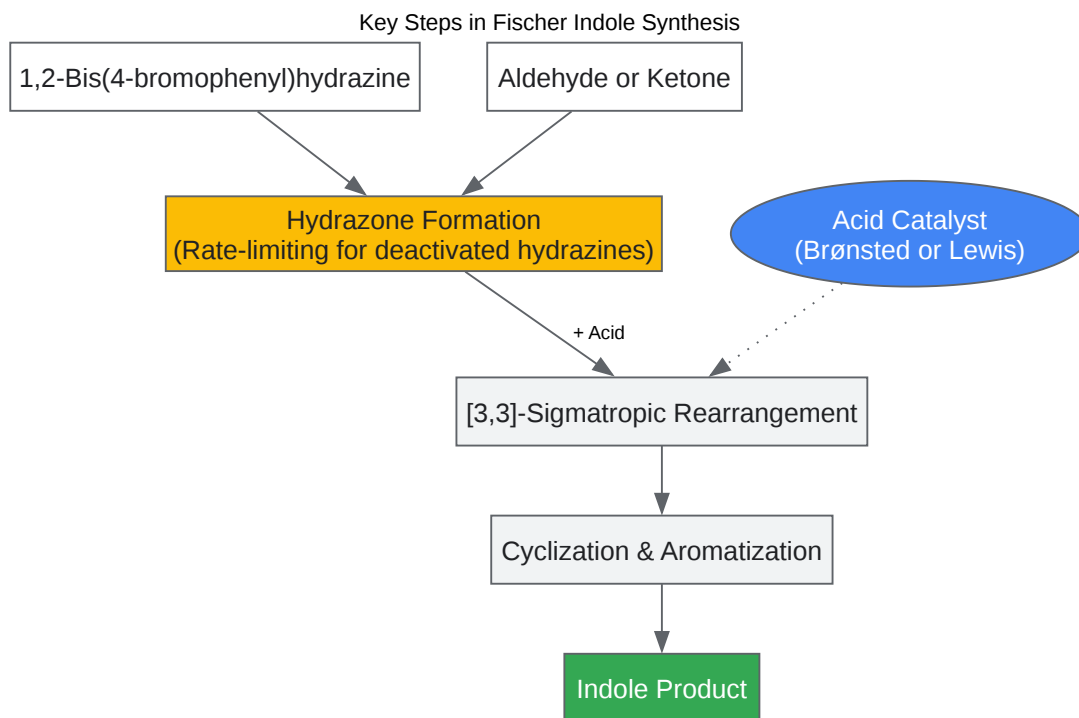 Key Steps in Fischer Indole Synthesis
1,2-Bis(4-bromophenyl)hydrazine
Aldehyde or Ketone
Hydrazone Formation
(Rate-limiting for deactivated hydrazines)
Acid Catalyst
(Brønsted or Lewis)
+ Acid
[3,3]-Sigmatropic Rearrangement
Cyclization & Aromatization
Indole Product